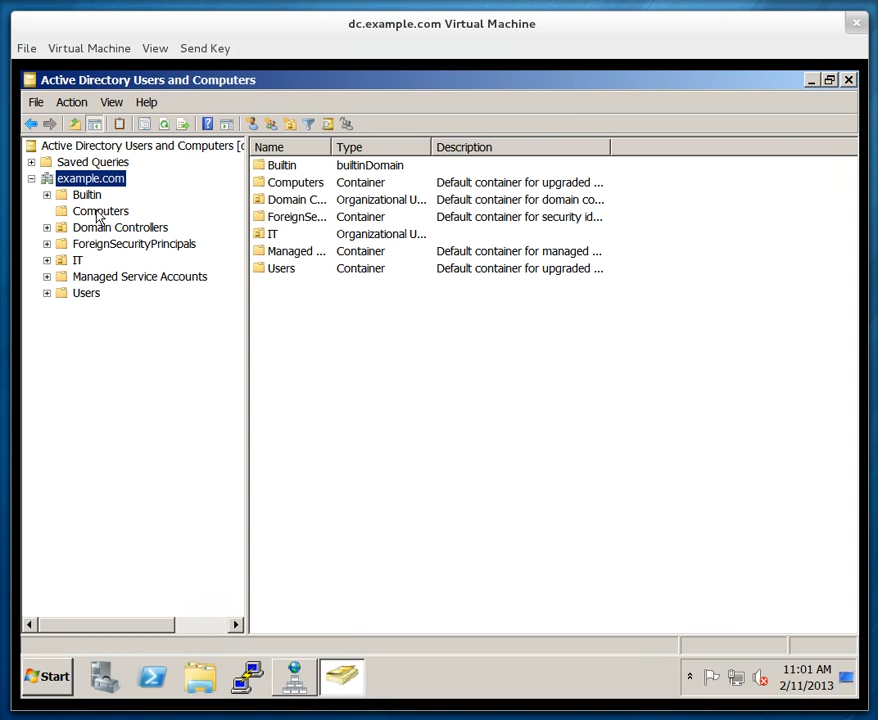 dc.example.com Virtual Machine
File Virtual Machine View Send Key
Active Directory Users and Computers
File Action View Help
Active Directory Users and Computers [c
Saved Queries
example.com
Builtin
Computers
Domain Controllers
ForeignSecurityPrincipals
IT
Managed Service Accounts
Users
Name Type Description
Builtin builtinDomain
Computers Container Default container for upgraded ...
Domain C... Organizational U... Default container for domain co...
ForeignSe... Container Default container for security id...
IT Organizational U...
Managed ... Container Default container for managed ...
Users Container Default container for upgraded ...
Start
11:01 AM
2/11/2013